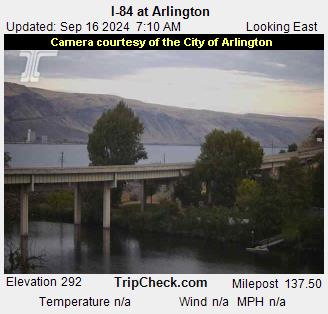 I-84 at Arlington
Updated: Sep 16 2024 7:10 AM Looking East
Camera courtesy of the City of Arlington
Elevation 292 TripCheck.com Milepost 137.50
Temperature n/a Wind n/a MPH n/a